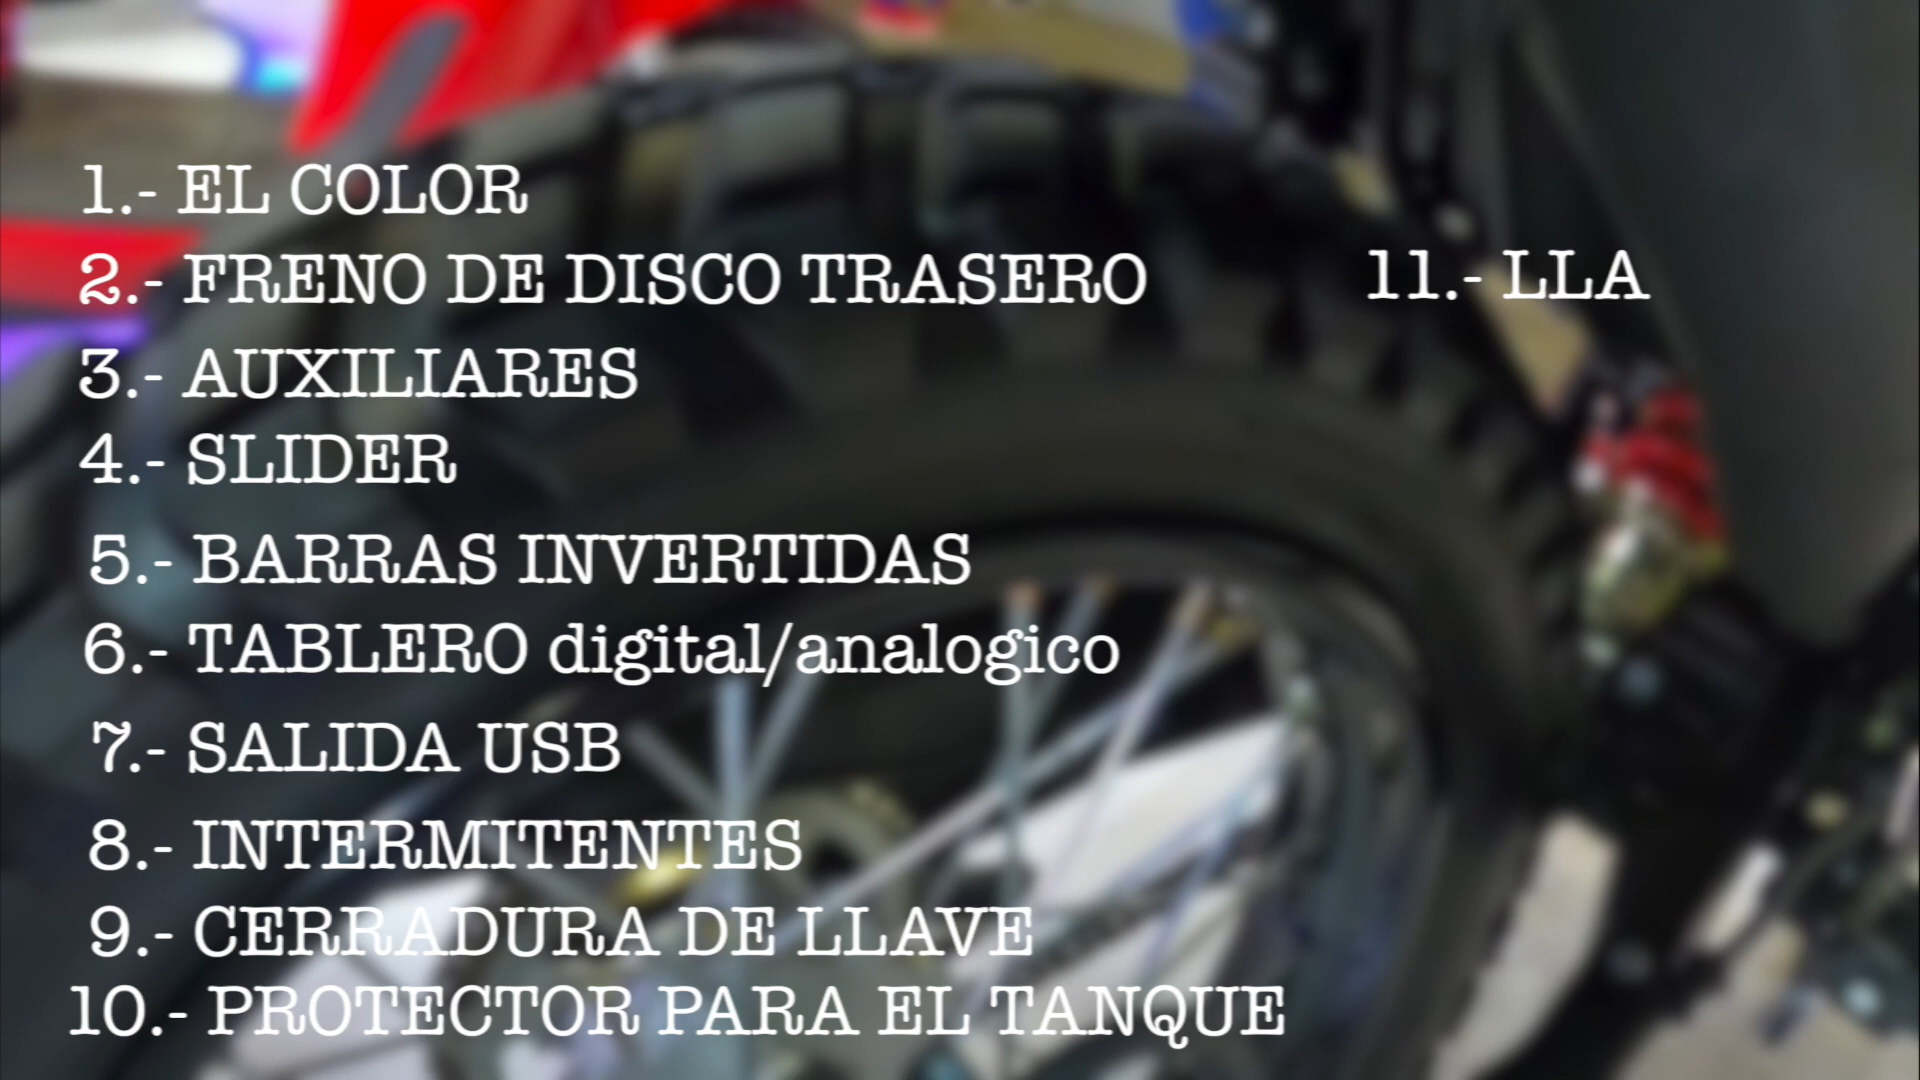 1.- EL COLOR
2.- FRENO DE DISCO TRASERO
3.- AUXILIARES
4.- SLIDER
5.- BARRAS INVERTIDAS
6.- TABLERO digital/analogico
7.- SALIDA USB
8.- INTERMITENTES
9.- CERRADURA DE LLAVE
10.- PROTECTOR PARA EL TANQUE
11.- LLA